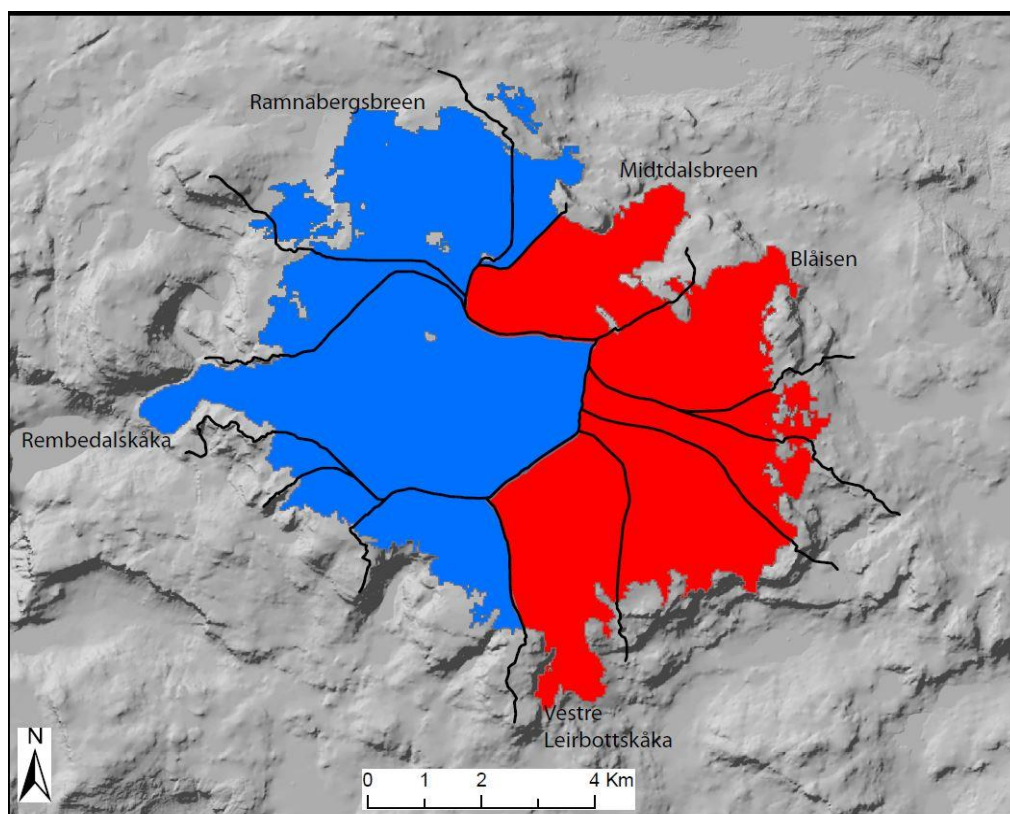 Ramnabergsbreen
Midtdalsbreen
Blåisen
Rembedalskåka
Vestre
Leirbottskåka
N
0 1 2 4 Km